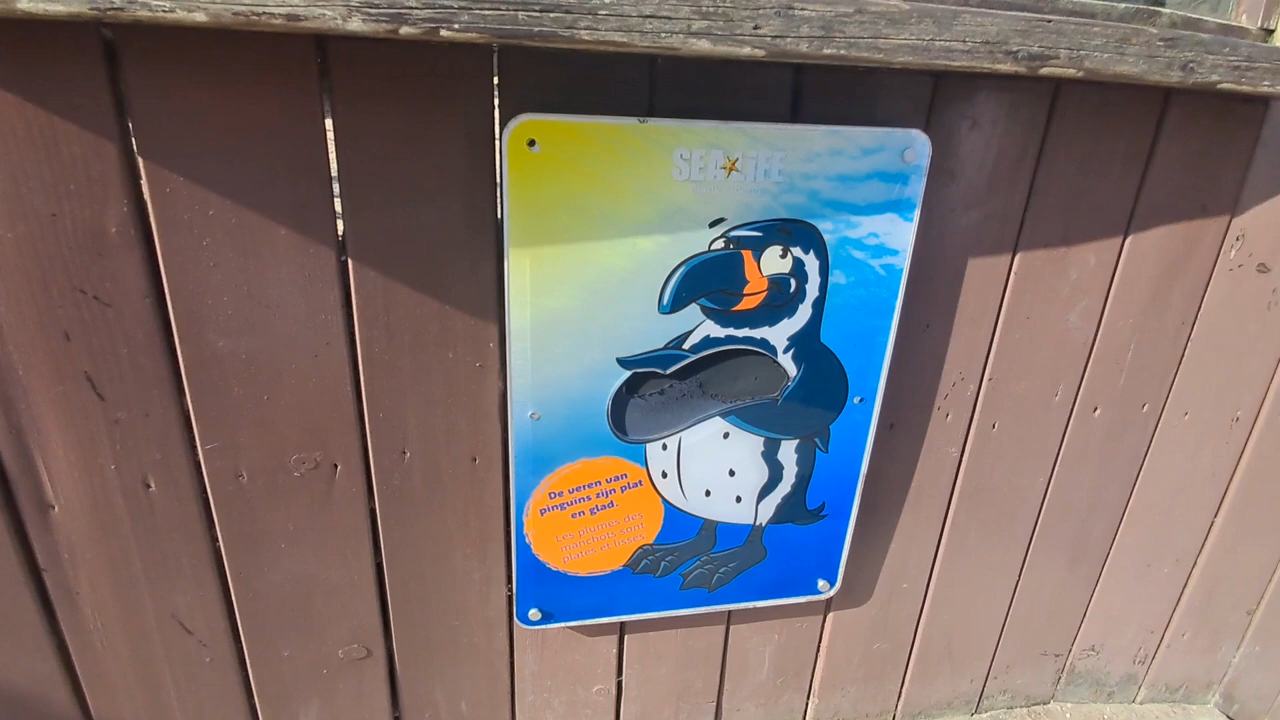 SEA LIFE
De veren van
pinguïns zijn plat
en glad.
Les plumes des
manchots sont
plates et lisses